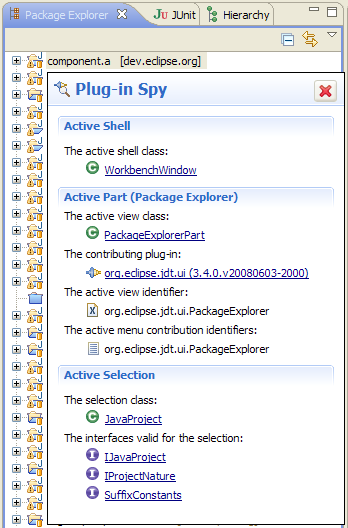 Package Explorer JUnit Hierarchy
component.a [dev.eclipse.org]
Plug-in Spy
Active Shell
The active shell class:
WorkbenchWindow
Active Part (Package Explorer)
The active view class:
PackageExplorerPart
The contributing plug-in:
org.eclipse.jdt.ui (3.4.0.v20080603-2000)
The active view identifier:
org.eclipse.jdt.ui.PackageExplorer
The active menu contribution identifiers:
org.eclipse.jdt.ui.PackageExplorer
Active Selection
The selection class:
JavaProject
The interfaces valid for the selection:
IJavaProject
IProjectNature
SuffixConstants